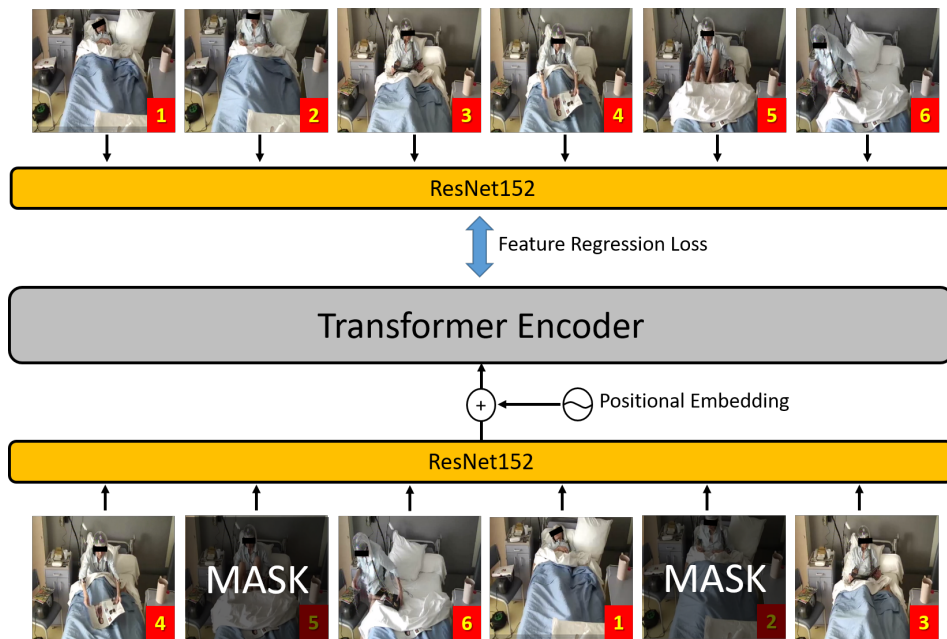 1 2 3 4 5 6
ResNet152
Feature Regression Loss
Transformer Encoder
+ Positional Embedding
ResNet152
MASK MASK
4 5 6 1 2 3